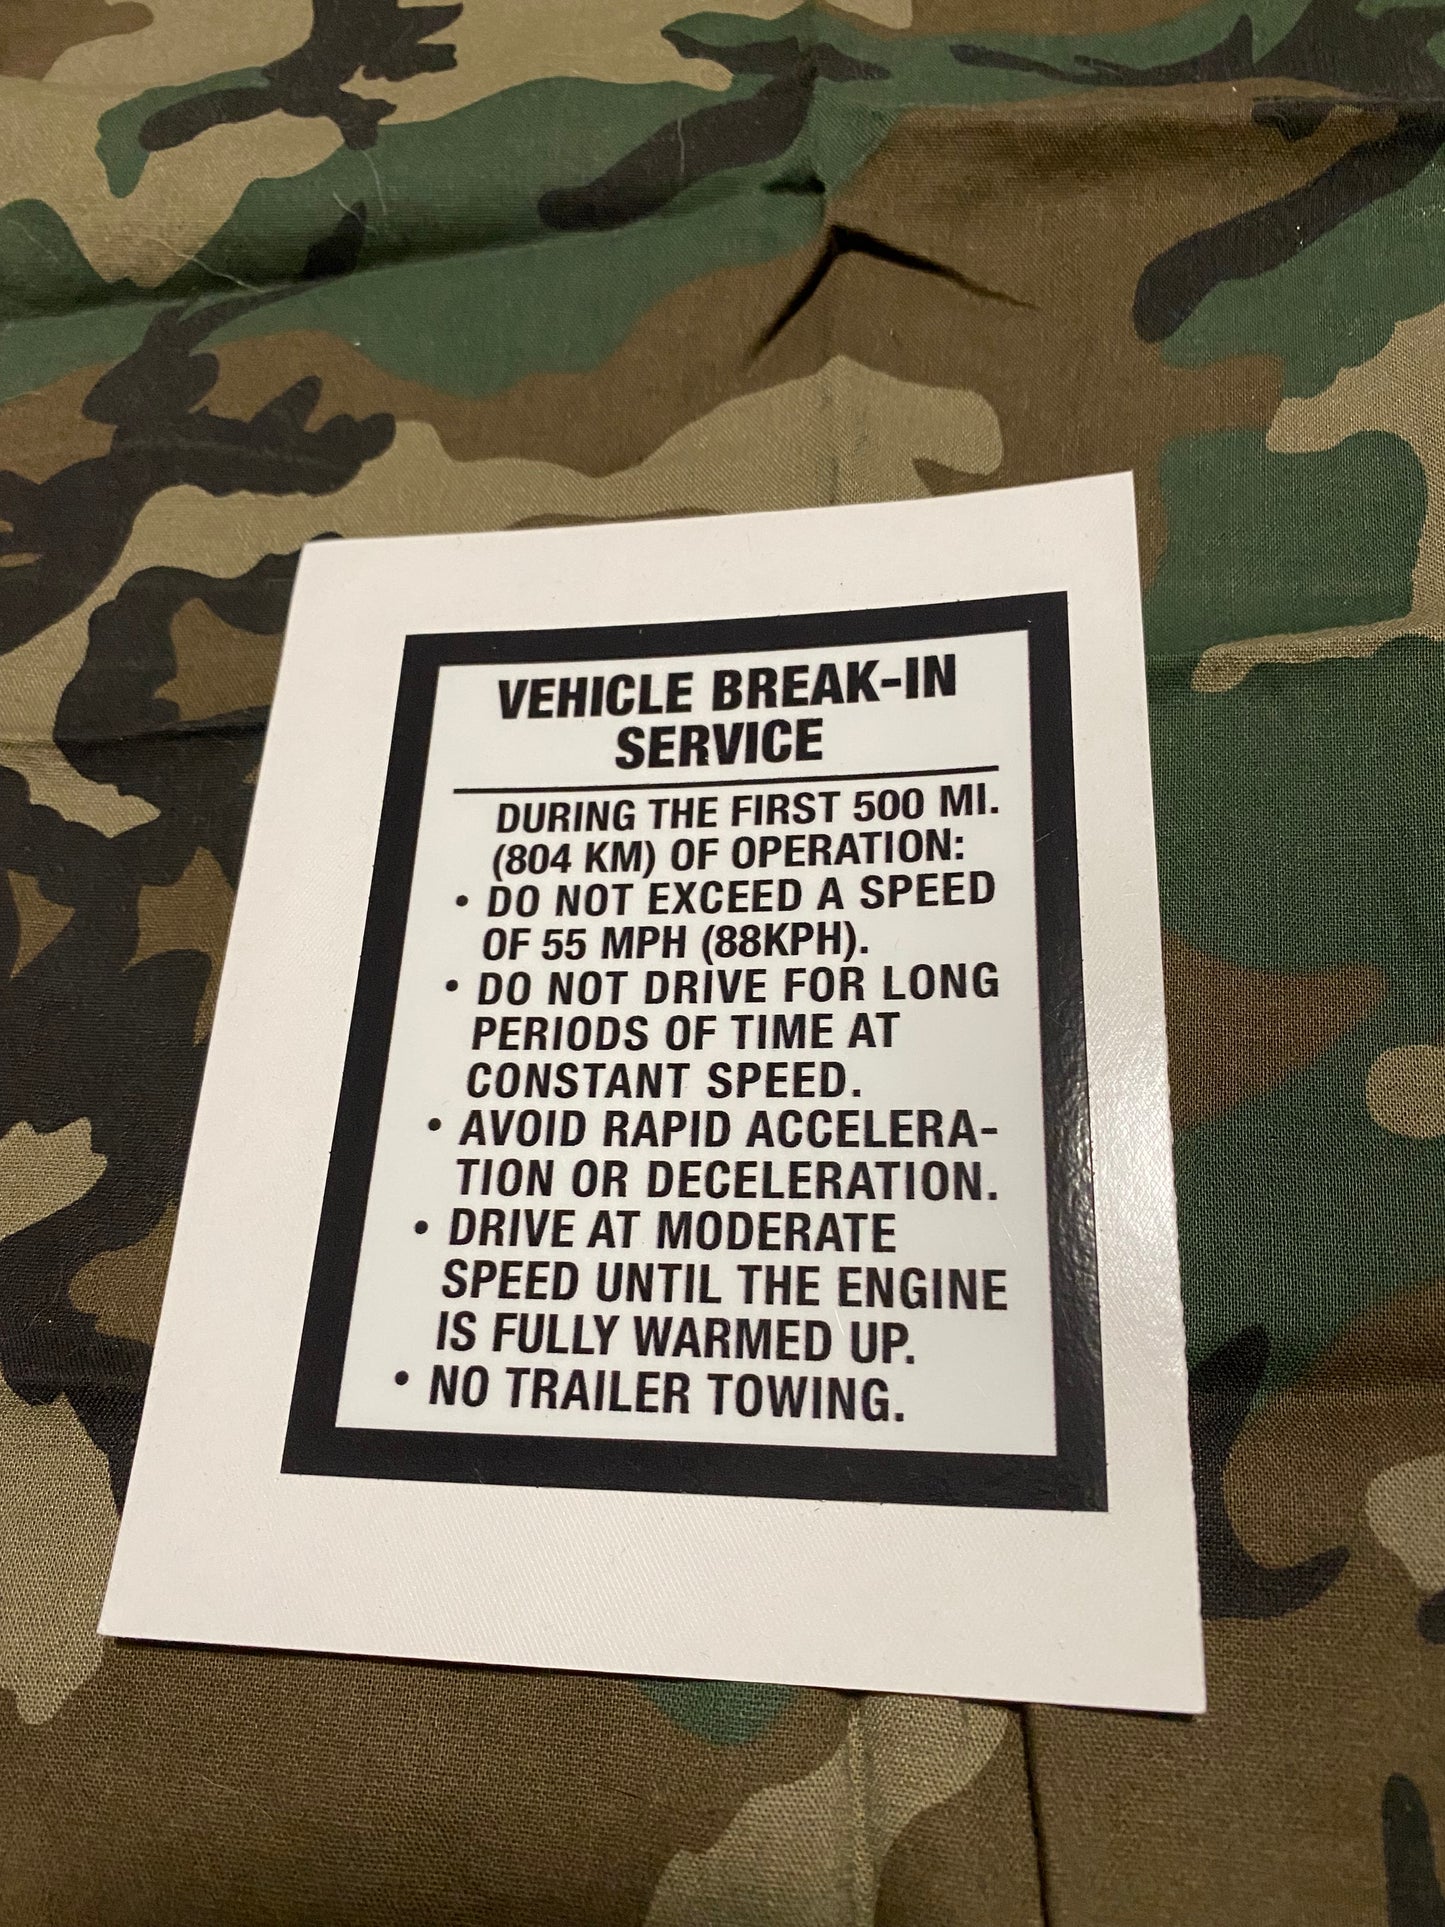 VEHICLE BREAK-IN
SERVICE
DURING THE FIRST 500 MI.
(804 KM) OF OPERATION:
• DO NOT EXCEED A SPEED
OF 55 MPH (88KPH).
• DO NOT DRIVE FOR LONG
PERIODS OF TIME AT
CONSTANT SPEED.
• AVOID RAPID ACCELERA-
TION OR DECELERATION.
• DRIVE AT MODERATE
SPEED UNTIL THE ENGINE
IS FULLY WARMED UP.
• NO TRAILER TOWING.